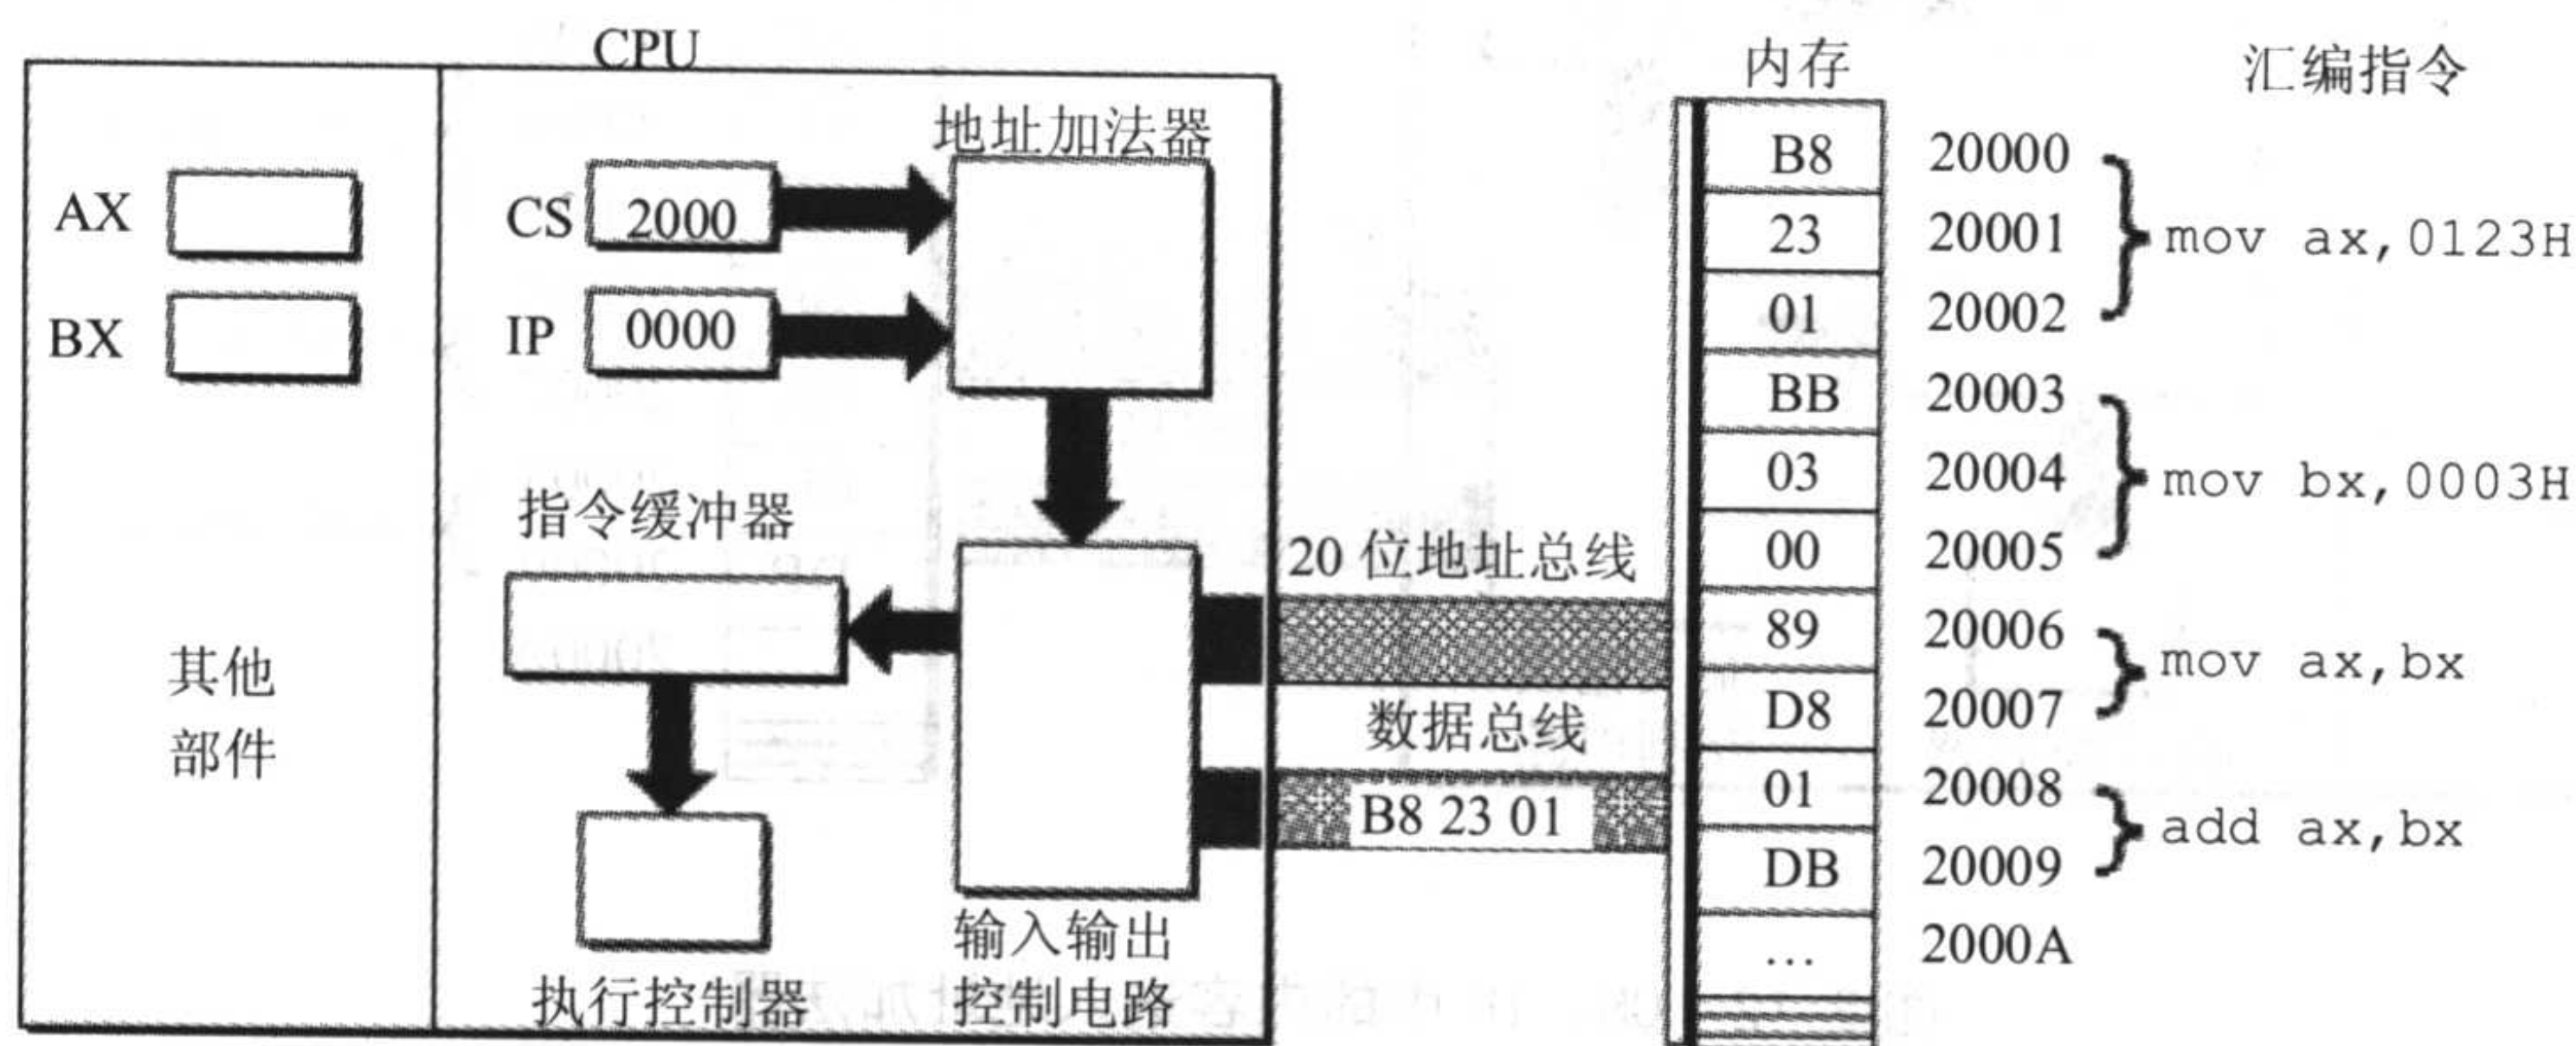 CPU
内存
汇编指令
地址加法器
AX
BX
CS
2000
IP
0000
指令缓冲器
其他
部件
执行控制器
输入输出
控制电路
20 位地址总线
数据总线
B8 23 01
B8 20000
23 20001
01 20002
mov ax,0123H
BB 20003
03 20004
00 20005
mov bx,0003H
89 20006
D8 20007
mov ax,bx
01 20008
DB 20009
add ax,bx
… 2000A